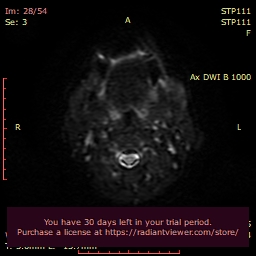 Im: 28/54
Se: 3
A
STP111
STP111
F
Ax DWI B 1000
R
L
You have 30 days left in your trial period.
Purchase a license at https://radiantviewer.com/store/